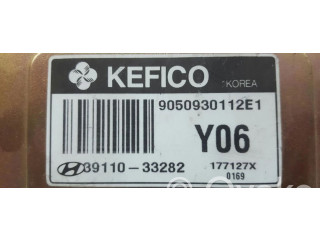 KEFICO KOREA
9050930112E1
Y06
39110-33282 177127X
0169